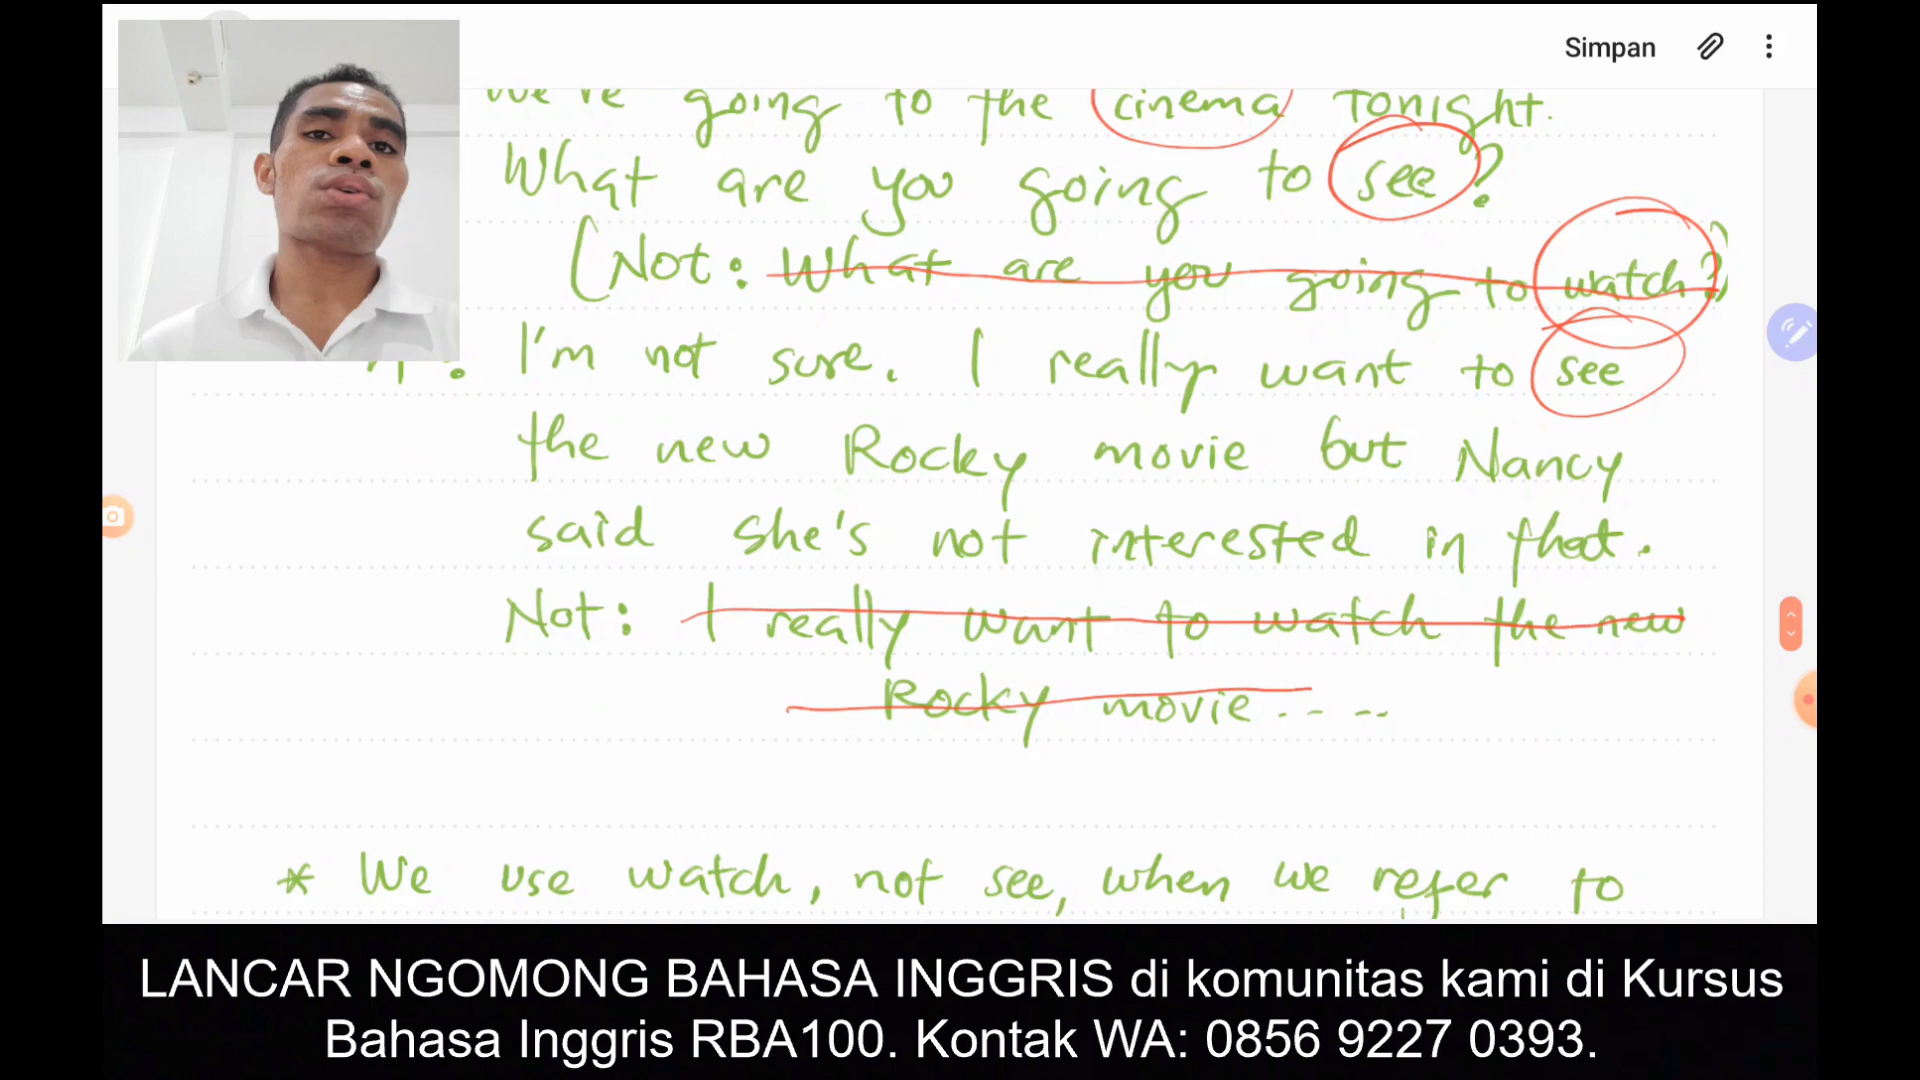 Simpan
We're going to the cinema tonight.
What are you going to see?
(Not: What are you going to watch?)
I'm not sure. I really want to see
the new Rocky movie but Nancy
said she's not interested in that.
Not: I really want to watch the new
Rocky movie....
* We use watch, not see, when we refer to
LANCAR NGOMONG BAHASA INGGRIS di komunitas kami di Kursus
Bahasa Inggris RBA100. Kontak WA: 0856 9227 0393.